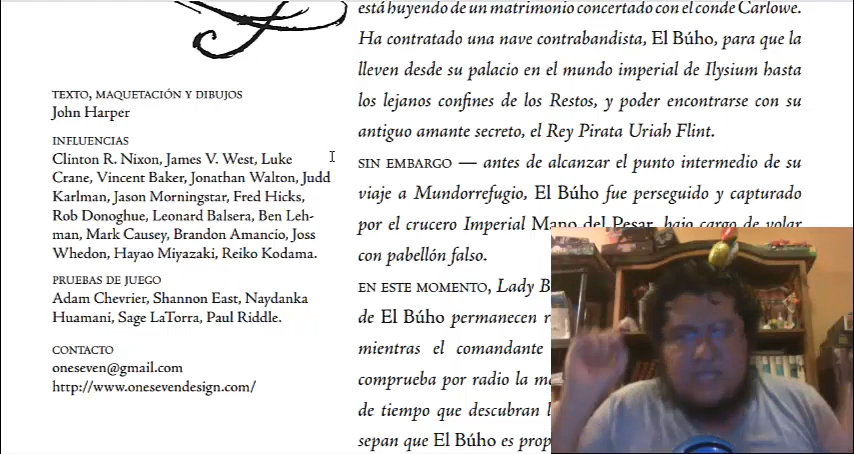 TEXTO, MAQUETACIÓN Y DIBUJOS
John Harper
INFLUENCIAS
Clinton R. Nixon, James V. West, Luke
Crane, Vincent Baker, Jonathan Walton, Judd
Karlman, Jason Morningstar, Fred Hicks,
Rob Donoghue, Leonard Balsera, Ben Leh-
man, Mark Causey, Brandon Amancio, Joss
Whedon, Hayao Miyazaki, Reiko Kodama.
PRUEBAS DE JUEGO
Adam Chevrier, Shannon East, Naydanka
Huamani, Sage LaTorra, Paul Riddle.
CONTACTO
oneseven@gmail.com
http://www.onesevendesign.com/
está huyendo de un matrimonio concertado con el conde Carlowe.
Ha contratado una nave contrabandista, El Búho, para que la
lleven desde su palacio en el mundo imperial de Ilysium hasta
los lejanos confines de los Restos, y poder encontrarse con su
antiguo amante secreto, el Rey Pirata Uriah Flint.
SIN EMBARGO — antes de alcanzar el punto intermedio de su
viaje a Mundorrefugio, El Búho fue perseguido y capturado
por el crucero Imperial Mano del Pesar, bajo cargo de volar
con pabellón falso.
EN ESTE MOMENTO, Lady
de El Búho permanecen
mientras el comandante
comprueba por radio la
de tiempo que descubran
sepan que El Búho es